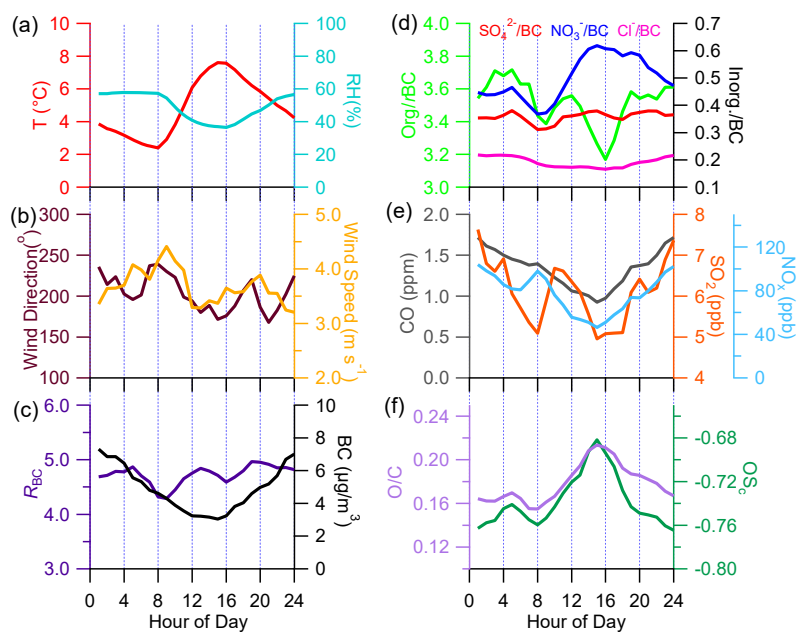 (a)
10
8
6
4
2
0
T (°C)
100
80
60
40
20
0
RH(%)
(b)
300
250
200
150
100
Wind Direction(°)
5.0
4.0
3.0
2.0
Wind Speed (m s⁻¹)
(c)
6.0
5.0
4.0
3.0
R_BC
10
8
6
4
2
0
BC (µg/m³)
0 4 8 12 16 20 24
Hour of Day
(d)
SO₄²⁻/BC NO₃⁻/BC Cl⁻/BC
4.0
3.8
3.6
3.4
3.2
3.0
Org/rBC
0.7
0.6
0.5
0.4
0.3
0.2
0.1
Inorg./BC
(e)
2.0
1.5
1.0
0.5
0.0
CO (ppm)
8
7
6
5
4
SO₂ (ppb)
120
80
40
0
NOₓ (ppb)
(f)
0.24
0.20
0.16
0.12
O/C
-0.68
-0.72
-0.76
-0.80
OS_c
0 4 8 12 16 20 24
Hour of Day